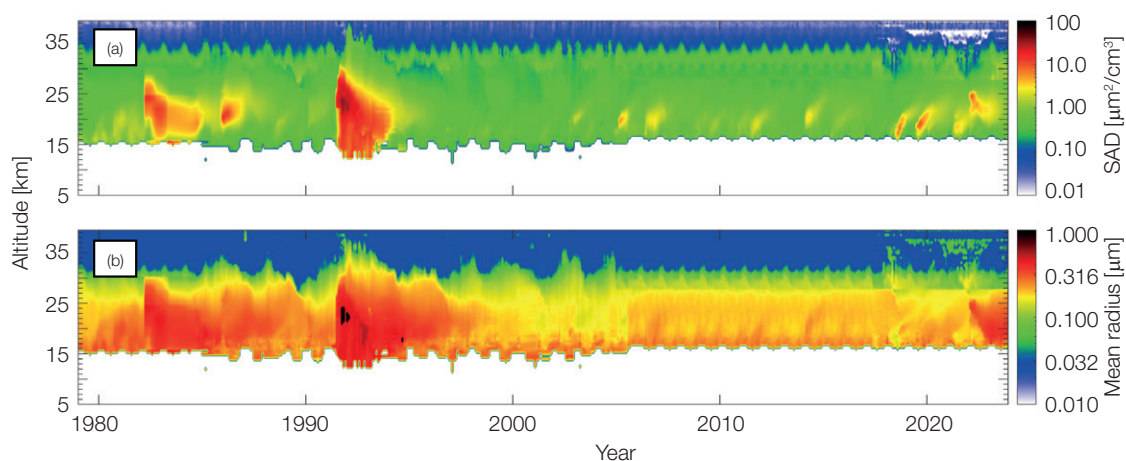 35
25
15
5
(a)
100
10.0
1.00
0.10
0.01
SAD [µm²/cm³]
Altitude [km]
35
25
15
5
(b)
1.000
0.316
0.100
0.032
0.010
Mean radius [µm]
1980 1990 2000 2010 2020
Year